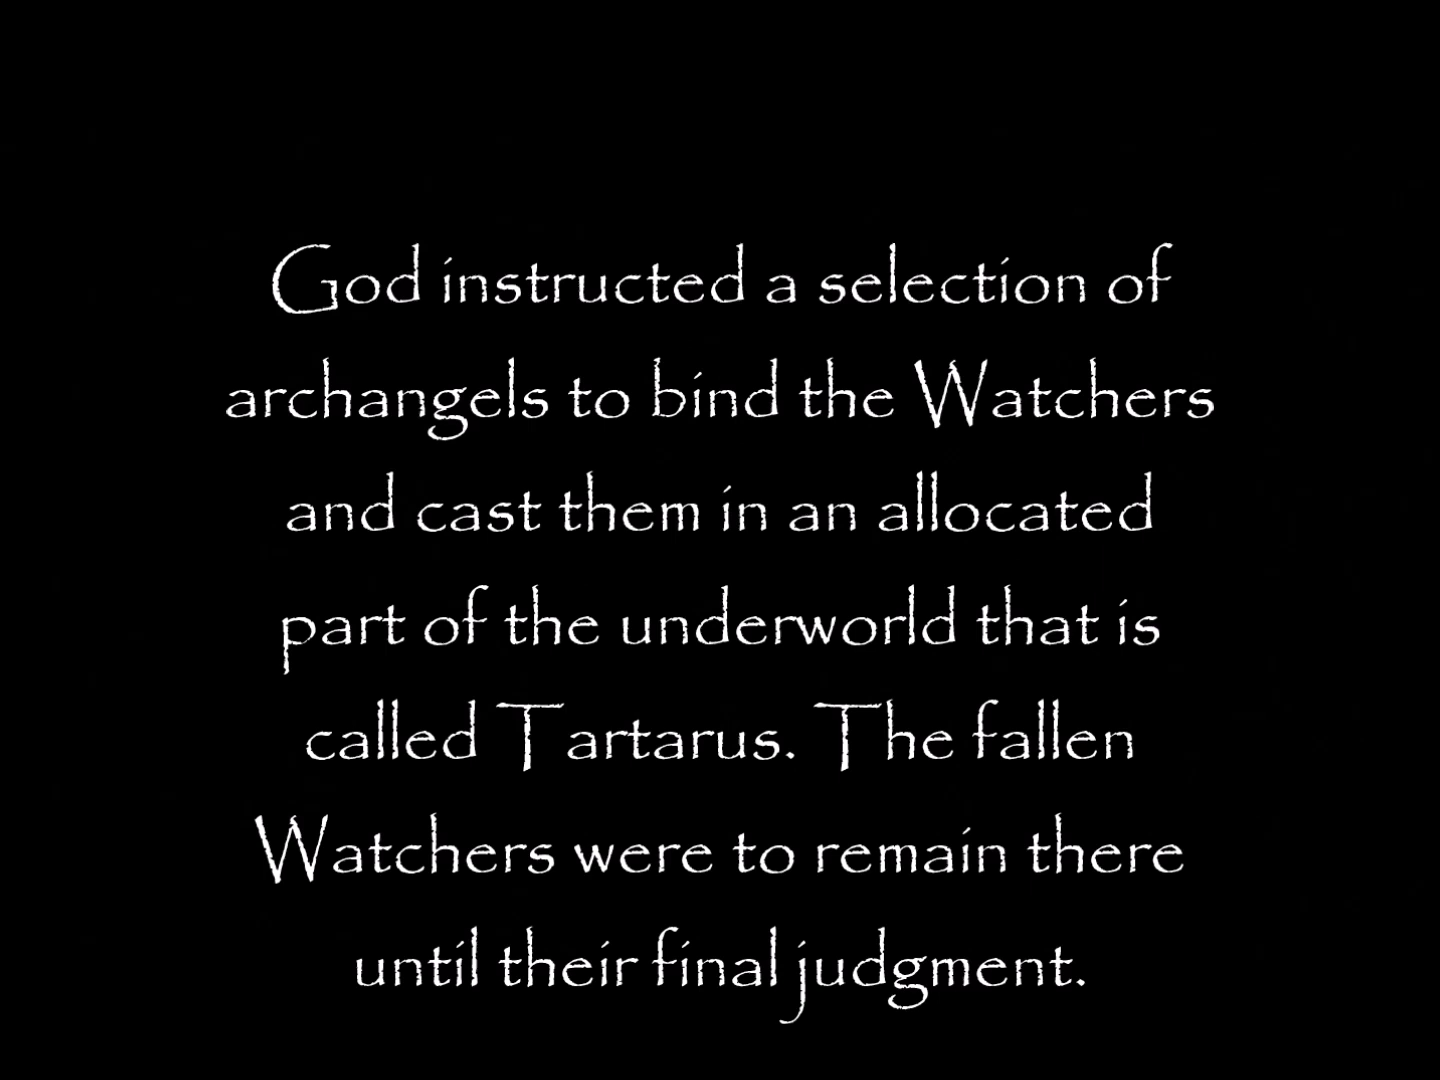 God instructed a selection of
archangels to bind the Watchers
and cast them in an allocated
part of the underworld that is
called Tartarus. The fallen
Watchers were to remain there
until their final judgment.